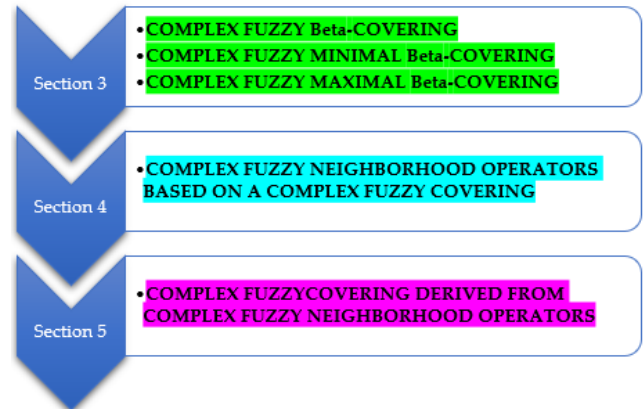 Section 3
•COMPLEX FUZZY Beta-COVERING
•COMPLEX FUZZY MINIMAL Beta-COVERING
•COMPLEX FUZZY MAXIMAL Beta-COVERING
Section 4
•COMPLEX FUZZY NEIGHBORHOOD OPERATORS
BASED ON A COMPLEX FUZZY COVERING
Section 5
•COMPLEX FUZZYCOVERING DERIVED FROM
COMPLEX FUZZY NEIGHBORHOOD OPERATORS